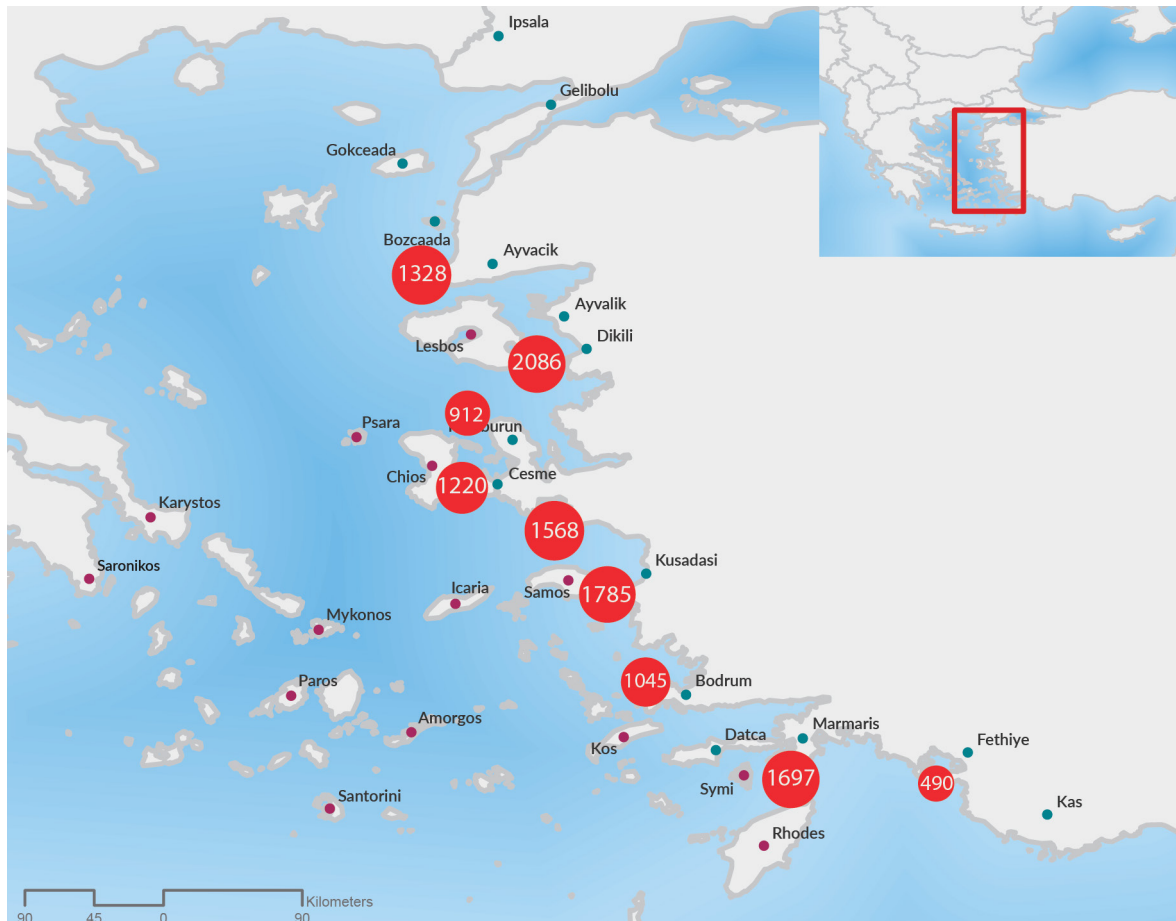 Ipsala
Gelibolu
Gokceada
Bozcaada
1328
Ayvacik
Ayvalik
Lesbos
Dikili
2086
912
burun
Psara
Chios
1220
Cesme
Karystos
1568
Saronikos
Kusadasi
Icaria
Samos
1785
Mykonos
1045
Bodrum
Paros
Amorgos
Kos
Datca
Marmaris
Fethiye
1697
490
Symi
Santorini
Kas
Rhodes
Kilometers
90 45 0 90